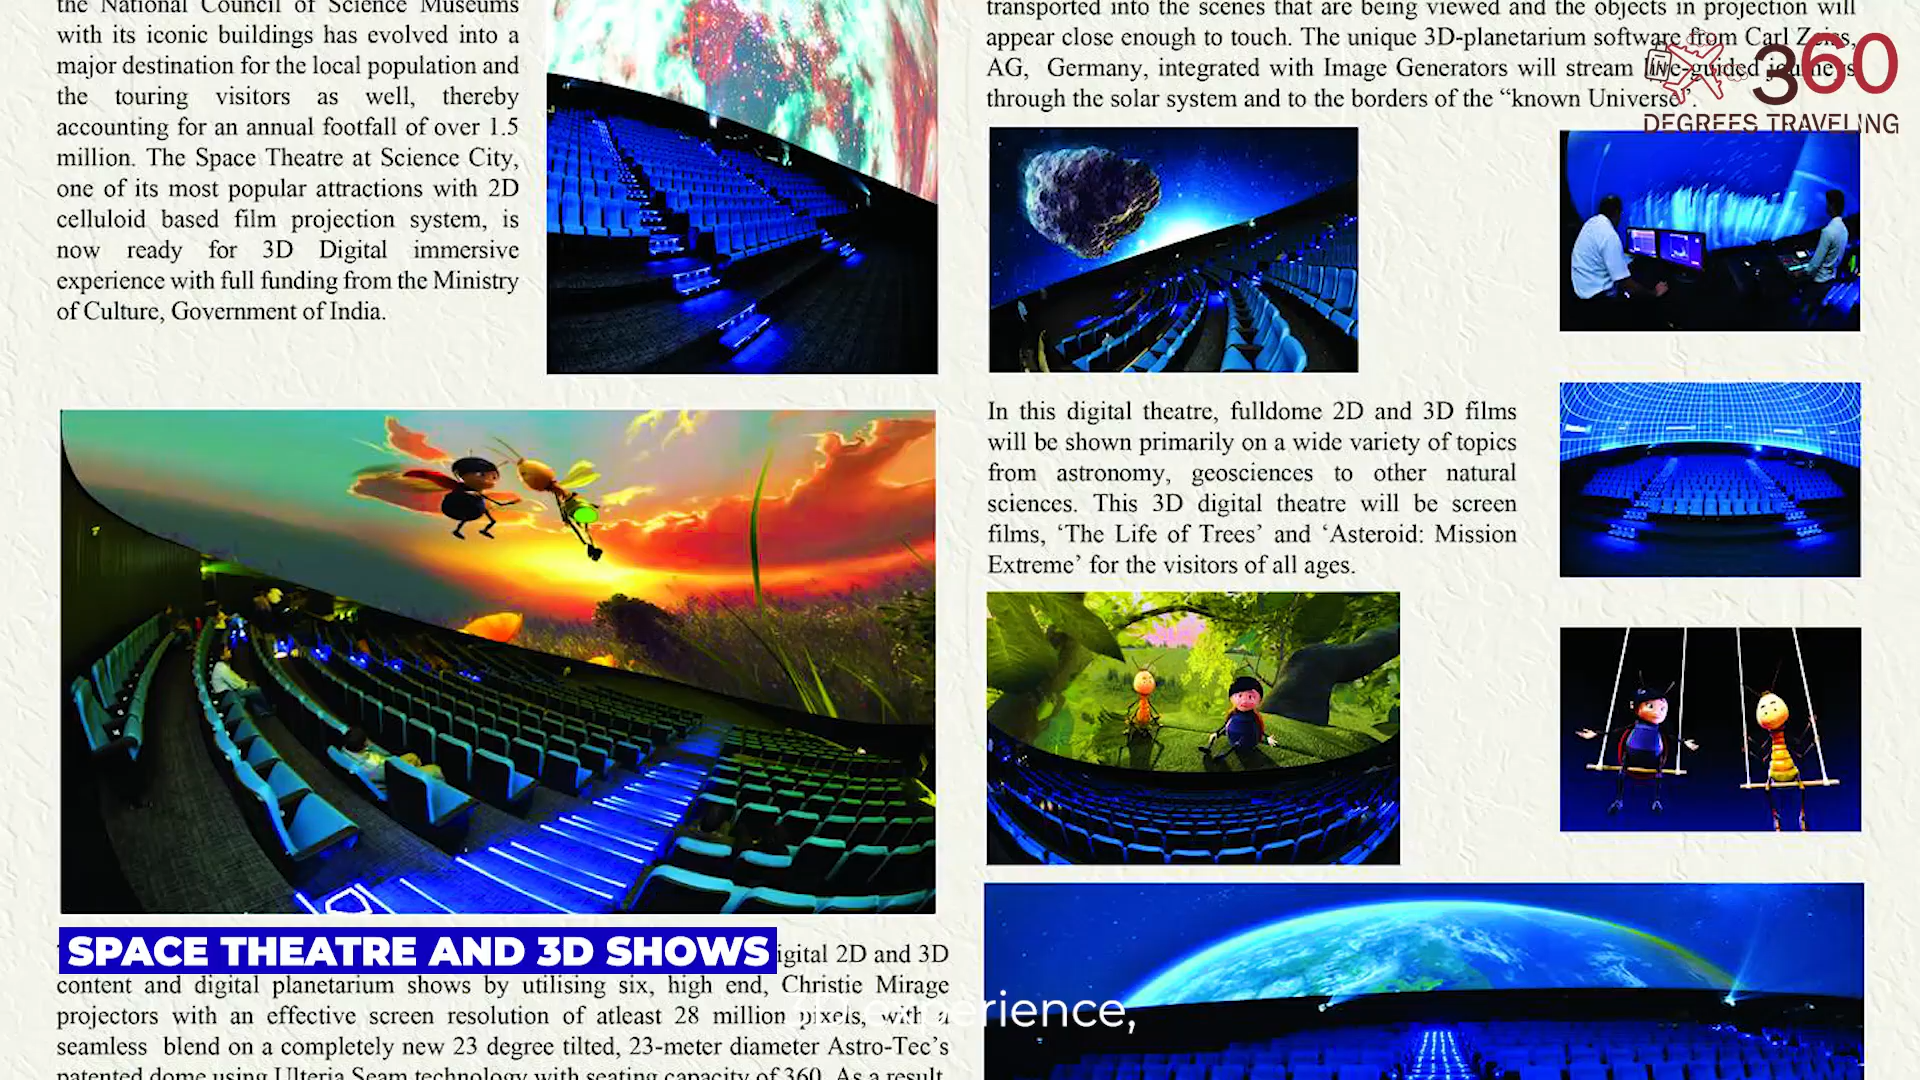 the National Council of Science Museums
with its iconic buildings has evolved into a
major destination for the local population and
the touring visitors as well, thereby
accounting for an annual footfall of over 1.5
million. The Space Theatre at Science City,
one of its most popular attractions with 2D
celluloid based film projection system, is
now ready for 3D Digital immersive
experience with full funding from the Ministry
of Culture, Government of India.
SPACE THEATRE AND 3D SHOWS
igital 2D and 3D
content and digital planetarium shows by utilising six, high end, Christie Mirage
projectors with an effective screen resolution of atleast 28 million pixels, with a
seamless blend on a completely new 23 degree tilted, 23-meter diameter Astro-Tec’s
patented dome using Ulteria Seam technology with seating capacity of 360. As a result,
transported into the scenes that are being viewed and the objects in projection will
appear close enough to touch. The unique 3D-planetarium software from Carl Zeiss,
AG, Germany, integrated with Image Generators will stream live-guided journeys
through the solar system and to the borders of the “known Universe”.
In this digital theatre, fulldome 2D and 3D films
will be shown primarily on a wide variety of topics
from astronomy, geosciences to other natural
sciences. This 3D digital theatre will be screen
films, ‘The Life of Trees’ and ‘Asteroid: Mission
Extreme’ for the visitors of all ages.
360
DEGREES TRAVELING
3D experience,